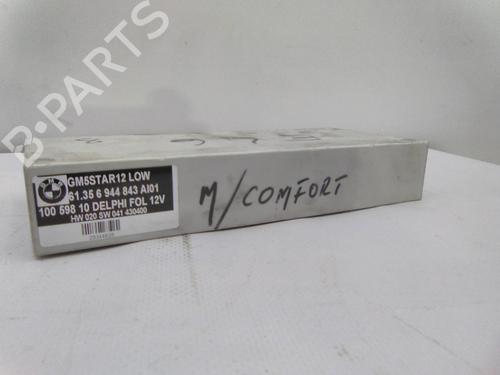 B-PARTS
GM5STAR12 LOW
61.35 6 944 843 AI01
100 598 10 DELPHI FOL 12V
HW 020 SW 041 430400
M/COMFORT